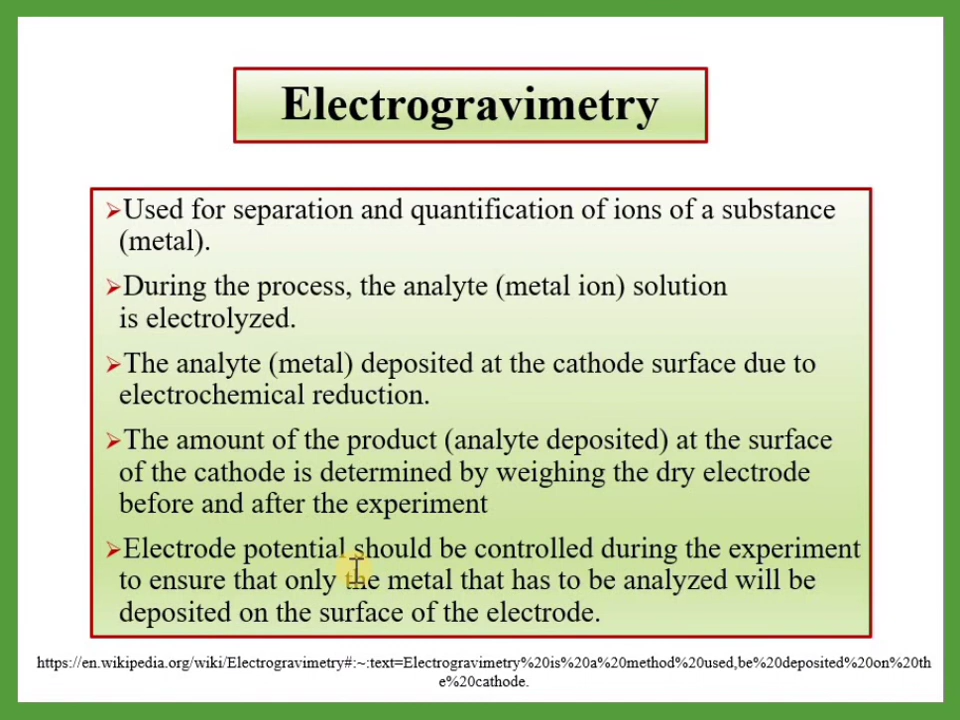 Electrogravimetry
➢Used for separation and quantification of ions of a substance
(metal).
➢During the process, the analyte (metal ion) solution
is electrolyzed.
➢The analyte (metal) deposited at the cathode surface due to
electrochemical reduction.
➢The amount of the product (analyte deposited) at the surface
of the cathode is determined by weighing the dry electrode
before and after the experiment
➢Electrode potential should be controlled during the experiment
to ensure that only the metal that has to be analyzed will be
deposited on the surface of the electrode.
https://en.wikipedia.org/wiki/Electrogravimetry#:~:text=Electrogravimetry%20is%20a%20method%20used,be%20deposited%20on%20th
e%20cathode.